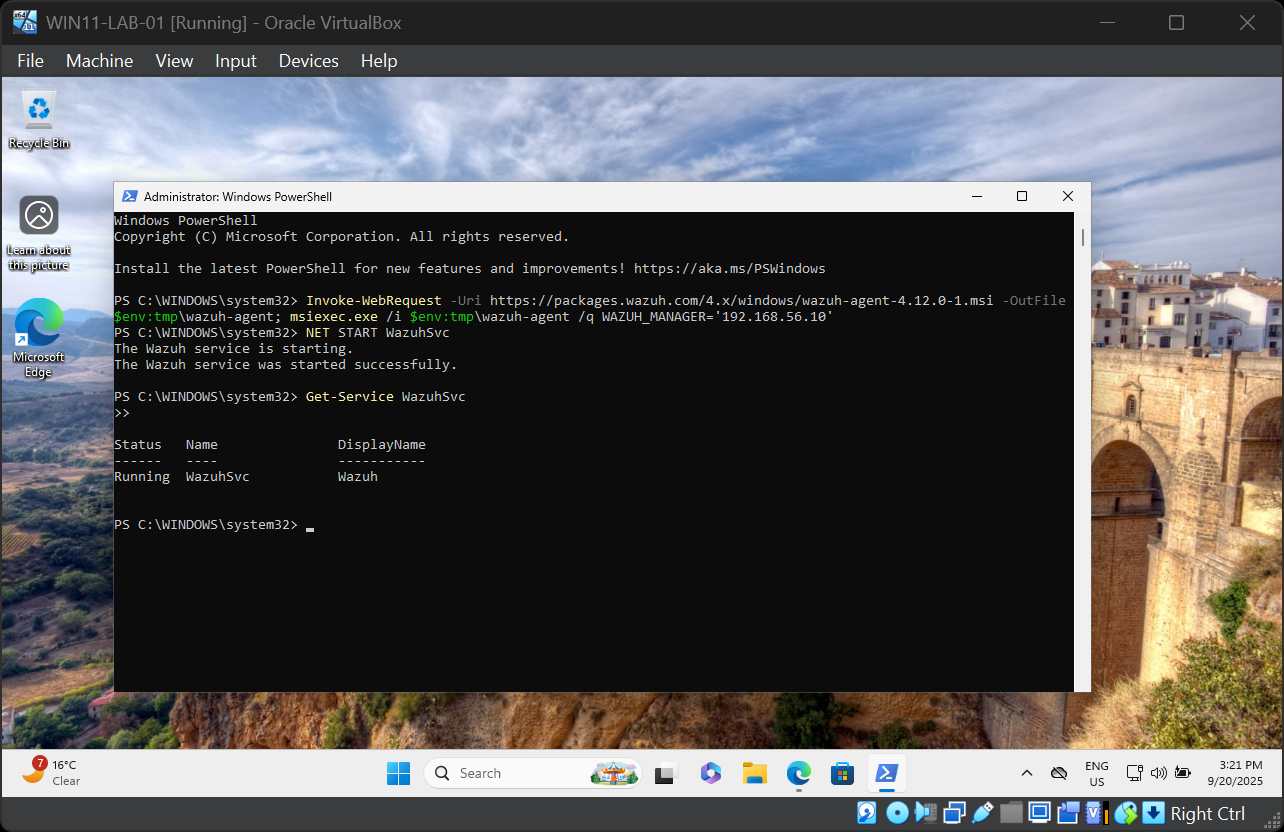 WIN11-LAB-01 [Running] - Oracle VirtualBox
File Machine View Input Devices Help
Recycle Bin
Learn about
this picture
Microsoft
Edge
Administrator: Windows PowerShell
Windows PowerShell
Copyright (C) Microsoft Corporation. All rights reserved.
Install the latest PowerShell for new features and improvements! https://aka.ms/PSWindows
PS C:\WINDOWS\system32> Invoke-WebRequest -Uri https://packages.wazuh.com/4.x/windows/wazuh-agent-4.12.0-1.msi -OutFile
$env:tmp\wazuh-agent; msiexec.exe /i $env:tmp\wazuh-agent /q WAZUH_MANAGER='192.168.56.10'
PS C:\WINDOWS\system32> NET START WazuhSvc
The Wazuh service is starting.
The Wazuh service was started successfully.
PS C:\WINDOWS\system32> Get-Service WazuhSvc
>>
Status Name DisplayName
------ ---- -----------
Running WazuhSvc Wazuh
PS C:\WINDOWS\system32>
7
16°C
Clear
Search
ENG
US
3:21 PM
9/20/2025
Right Ctrl